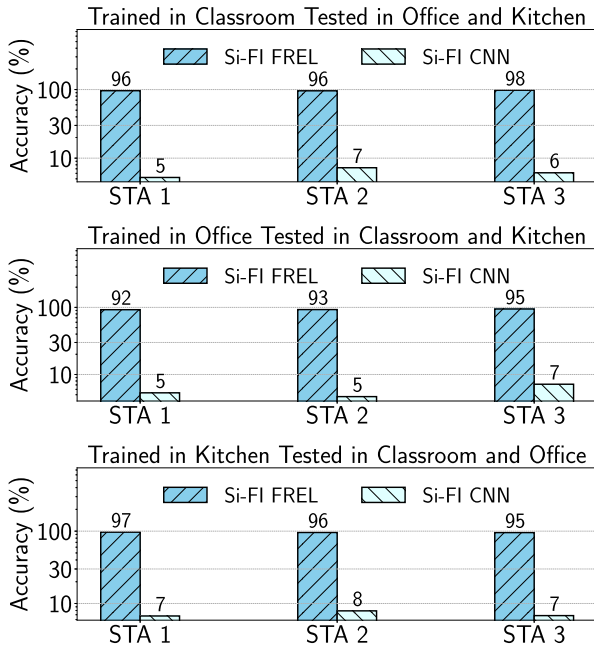 Trained in Classroom Tested in Office and Kitchen
Accuracy (%)
Si-FI FREL
Si-FI CNN
100
30
10
96
5
96
7
98
6
STA 1
STA 2
STA 3
Trained in Office Tested in Classroom and Kitchen
Accuracy (%)
Si-FI FREL
Si-FI CNN
100
30
10
92
5
93
5
95
7
STA 1
STA 2
STA 3
Trained in Kitchen Tested in Classroom and Office
Accuracy (%)
Si-FI FREL
Si-FI CNN
100
30
10
97
7
96
8
95
7
STA 1
STA 2
STA 3